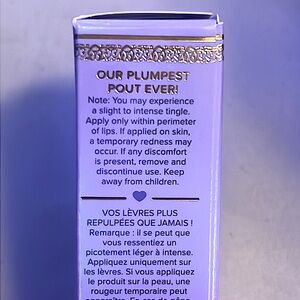 OUR PLUMPEST
POUT EVER!
Note: You may experience
a slight to intense tingle.
Apply only within perimeter
of lips. If applied on skin,
a temporary redness may
occur. If any discomfort
is present, remove and
discontinue use. Keep
away from children.
VOS LÈVRES PLUS
REPULPÉES QUE JAMAIS !
Remarque : il se peut que
vous ressentiez un
picotement léger à intense.
Appliquez uniquement sur
les lèvres. Si vous appliquez
le produit sur la peau, une
rougeur temporaire peut